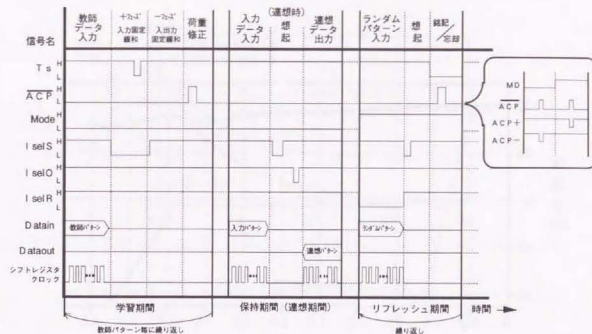 (連想時)
信号名
教師
データ
入力
+フェーズ
入力固定
緩和
-フェーズ
入出力
固定緩和
荷重
修正
入力
データ
入力
想
起
連想
データ
出力
ランダム
パターン
入力
想
起
銘記
／
忘却
Ts H
L
ACP H
L
Mode H
L
IselS H
L
IselO H
L
IselR H
L
Datain
教師パターン
入力パターン
ランダムパターン
Dataout
連想パターン
シフトレジスタ
クロック
MD
ACP
ACP+
ACP-
学習期間
保持期間(連想期間)
リフレッシュ期間
時間
教師パターン毎に繰り返し
繰り返し